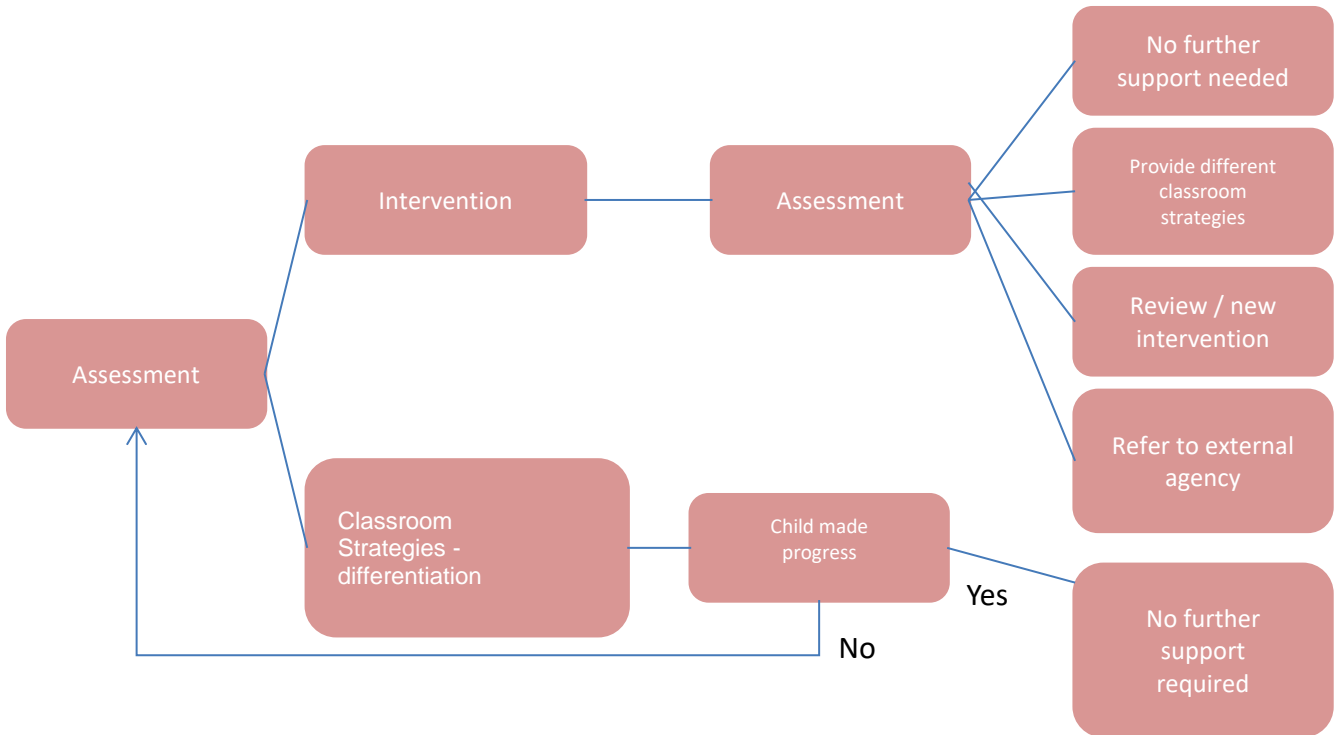 No further
support needed
Intervention
Assessment
Provide different
classroom
strategies
Review / new
intervention
Assessment
Refer to external
agency
Classroom
Strategies -
differentiation
Child made
progress
Yes
No
No further
support
required